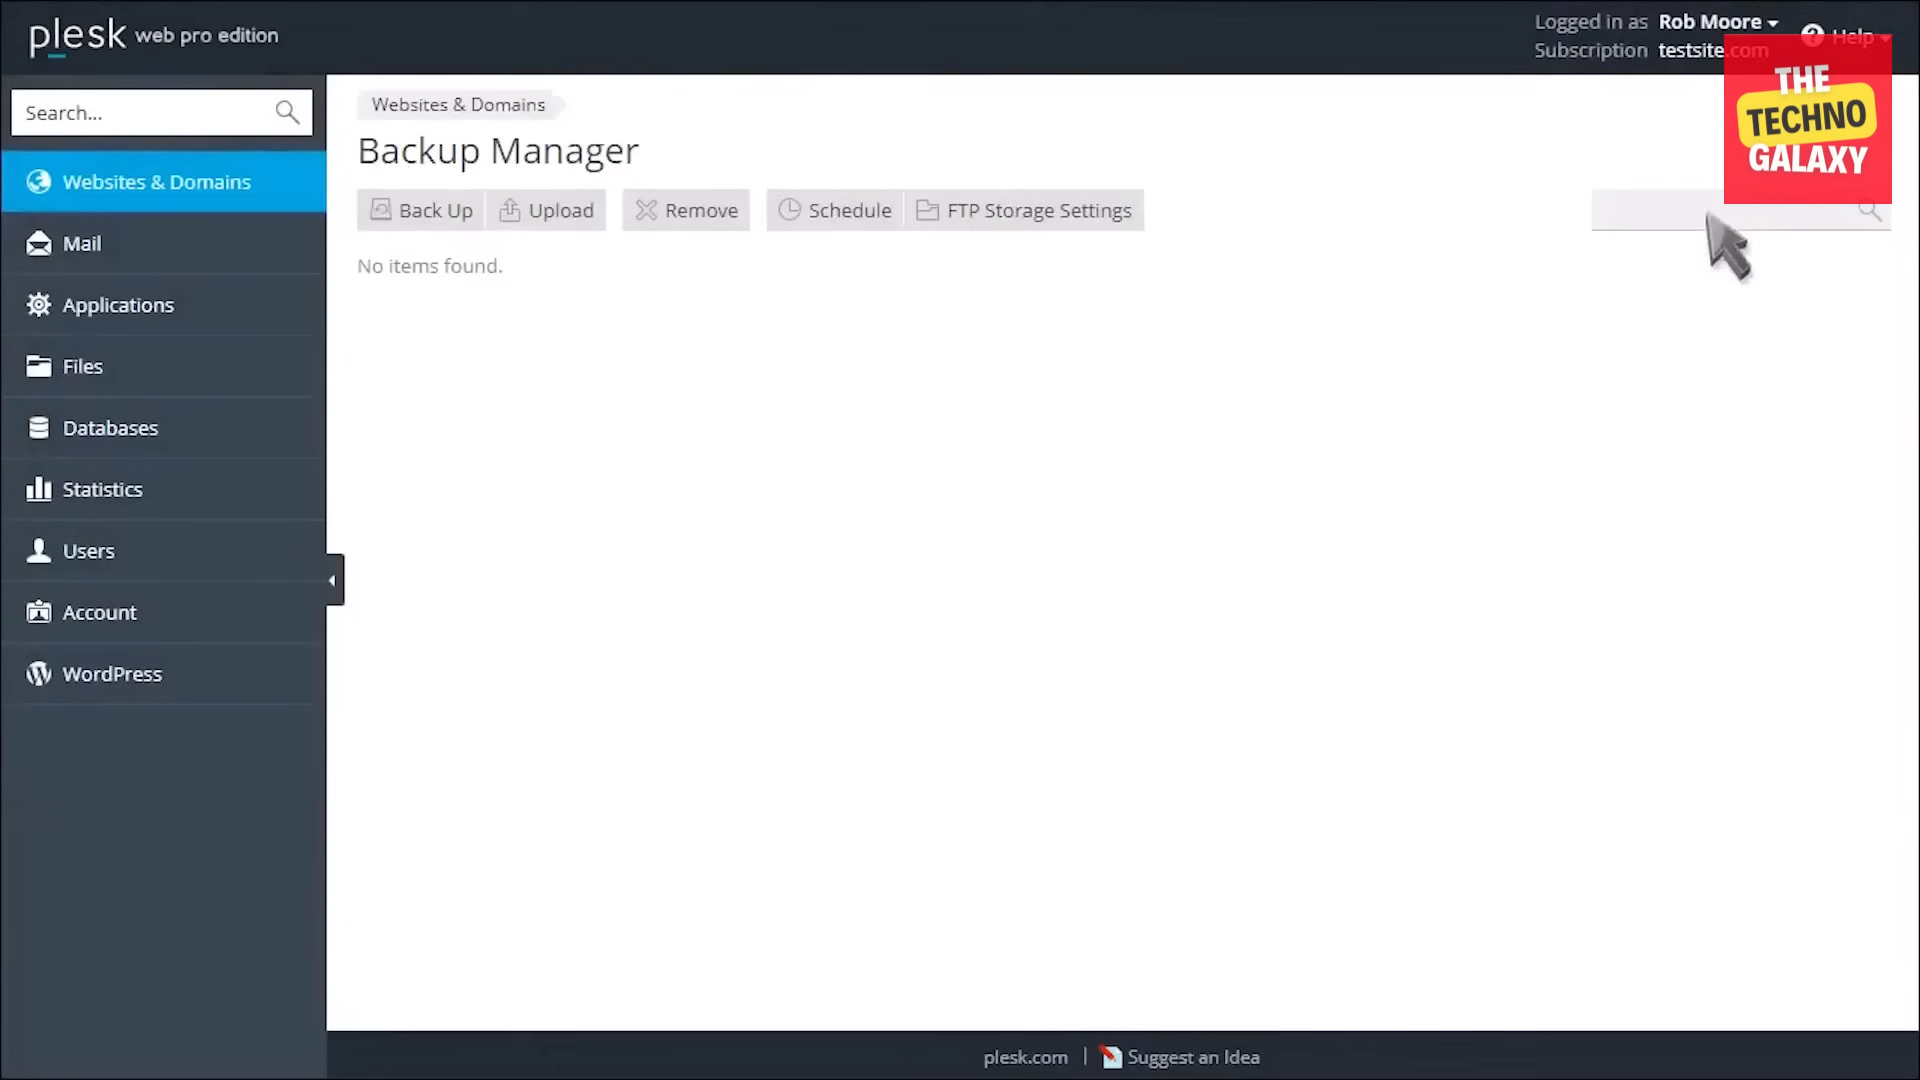 plesk web pro edition
Logged in as Rob Moore
Help
Subscription testsite.com
THE
TECHNO
GALAXY
Search...
Websites & Domains
Mail
Applications
Files
Databases
Statistics
Users
Account
WordPress
Websites & Domains
Backup Manager
Back Up
Upload
Remove
Schedule
FTP Storage Settings
No items found.
plesk.com | Suggest an Idea